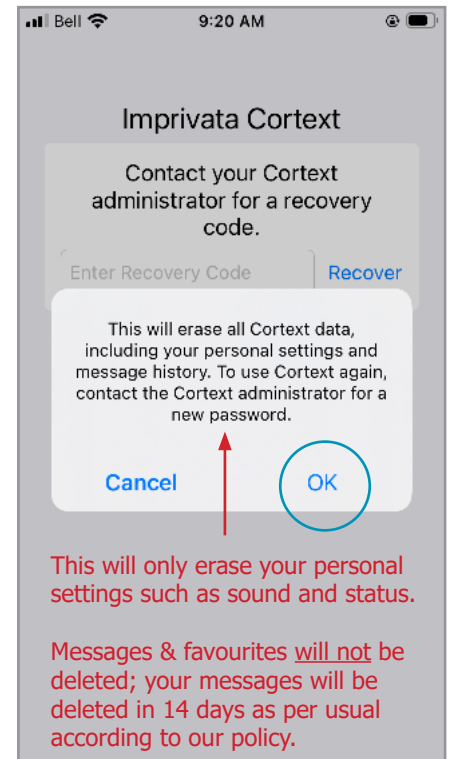 Bell 9:20 AM
Imprivata Cortext
Contact your Cortext
administrator for a recovery
code.
Enter Recovery Code Recover
This will erase all Cortext data,
including your personal settings and
message history. To use Cortext again,
contact the Cortext administrator for a
new password.
Cancel OK
This will only erase your personal
settings such as sound and status.
Messages & favourites will not be
deleted; your messages will be
deleted in 14 days as per usual
according to our policy.